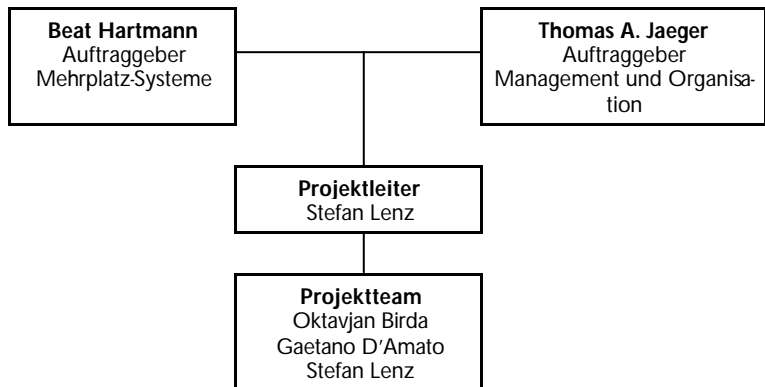 Beat Hartmann
Auftraggeber
Mehrplatz-Systeme
Thomas A. Jaeger
Auftraggeber
Management und Organisa-
tion
Projektleiter
Stefan Lenz
Projektteam
Oktavjan Birda
Gaetano D'Amato
Stefan Lenz